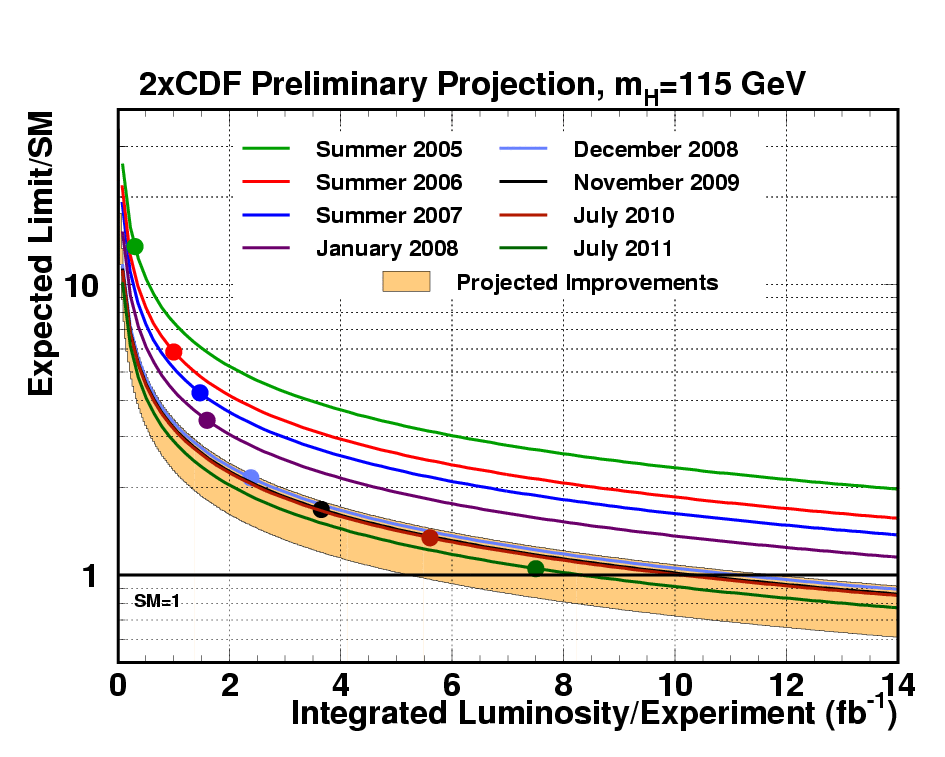 2xCDF Preliminary Projection, mH=115 GeV
Expected Limit/SM
Summer 2005
December 2008
Summer 2006
November 2009
Summer 2007
July 2010
January 2008
July 2011
Projected Improvements
10
1
SM=1
0 2 4 6 8 10 12 14
Integrated Luminosity/Experiment (fb-1)